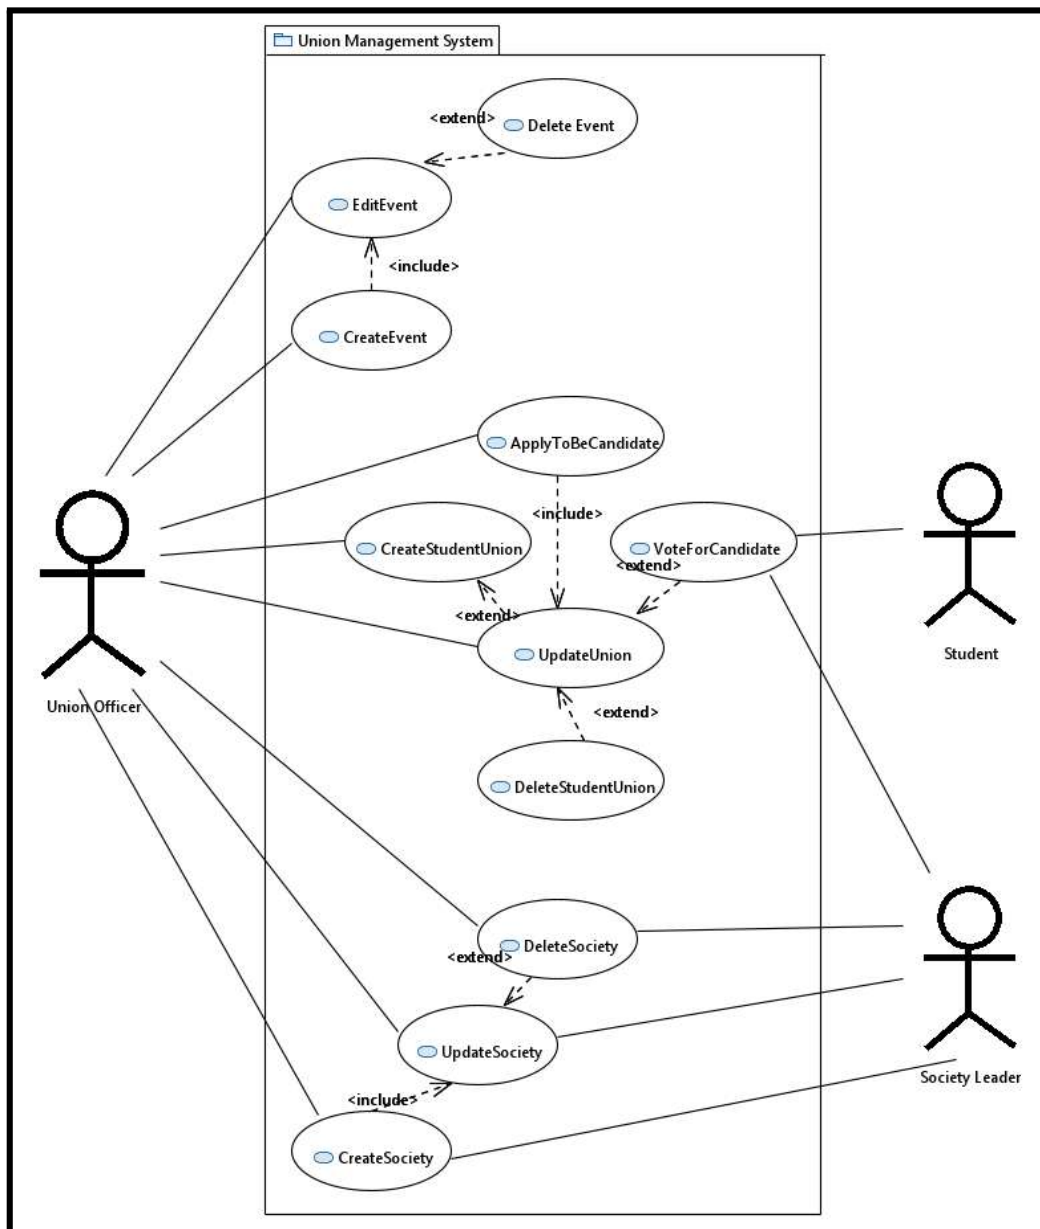 Union Management System
<extend>
Delete Event
EditEvent
<include>
CreateEvent
ApplyToBeCandidate
<include>
CreateStudentUnion
VoteForCandidate
<extend>
<extend>
UpdateUnion
Student
Union Officer
<extend>
DeleteStudentUnion
DeleteSociety
<extend>
UpdateSociety
Society Leader
<include>
CreateSociety